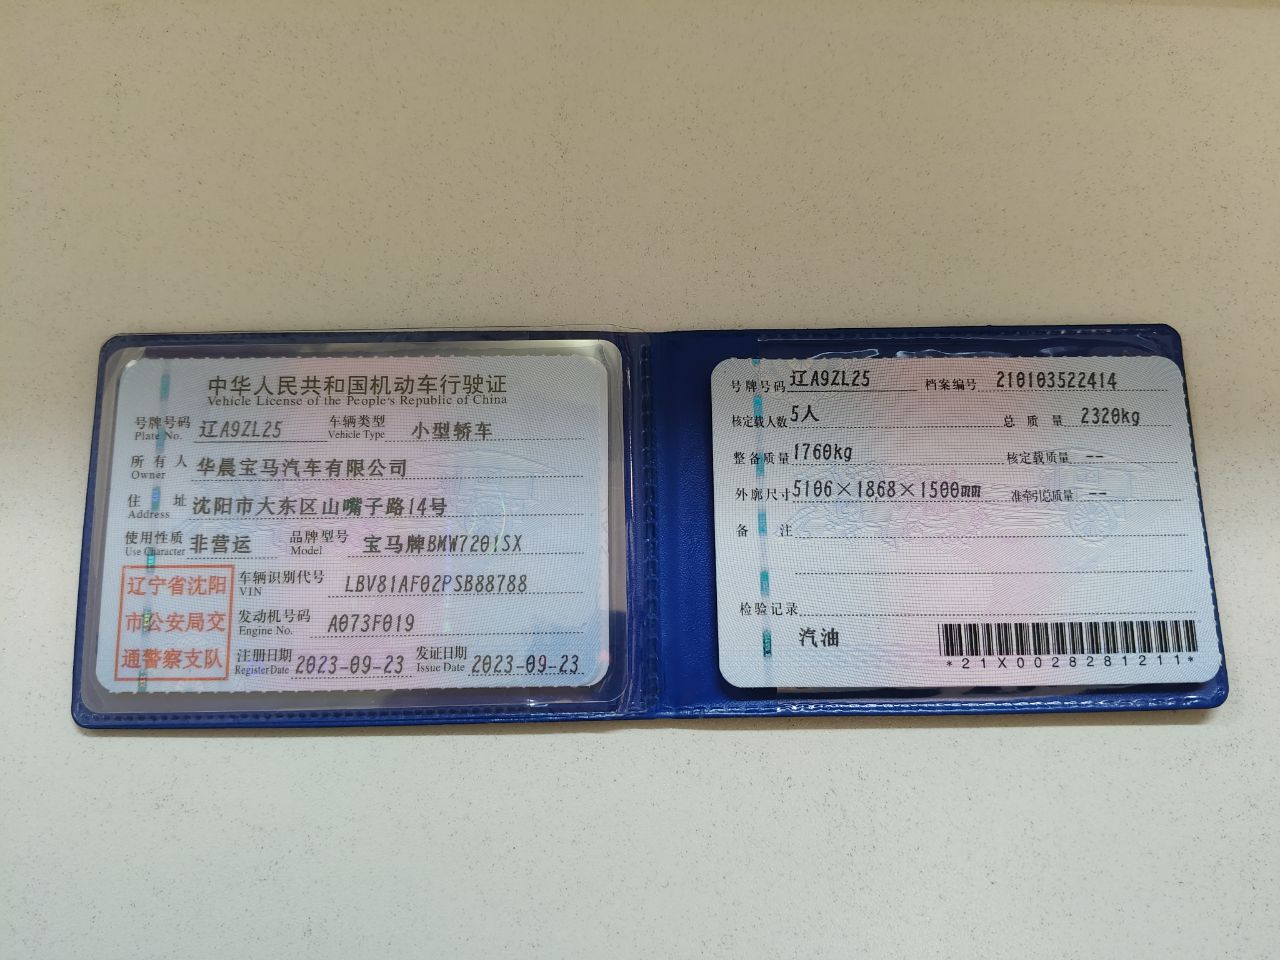 中华人民共和国机动车行驶证
Vehicle License of the People's Republic of China
号牌号码 辽A9ZL25 车辆类型 小型轿车
Plate No. Vehicle Type
所有人 华晨宝马汽车有限公司
Owner
住址 沈阳市大东区山嘴子路14号
Address
使用性质 非营运 品牌型号 宝马牌BMW7201SX
Use Character Model
辽宁省沈阳
市公安局交
通警察支队
车辆识别代号 LBV81AF02PSB88788
VIN
发动机号码 A073F019
Engine No.
注册日期 2023-09-23 发证日期 2023-09-23
Register Date Issue Date
号牌号码 辽A9ZL25 档案编号 210103522414
核定载人数 5人 总质量 2320kg
整备质量 1760kg 核定载质量 --
外廓尺寸 5106×1868×1500mm 准牵引总质量 --
备注
检验记录
汽油
*21X0028281211*